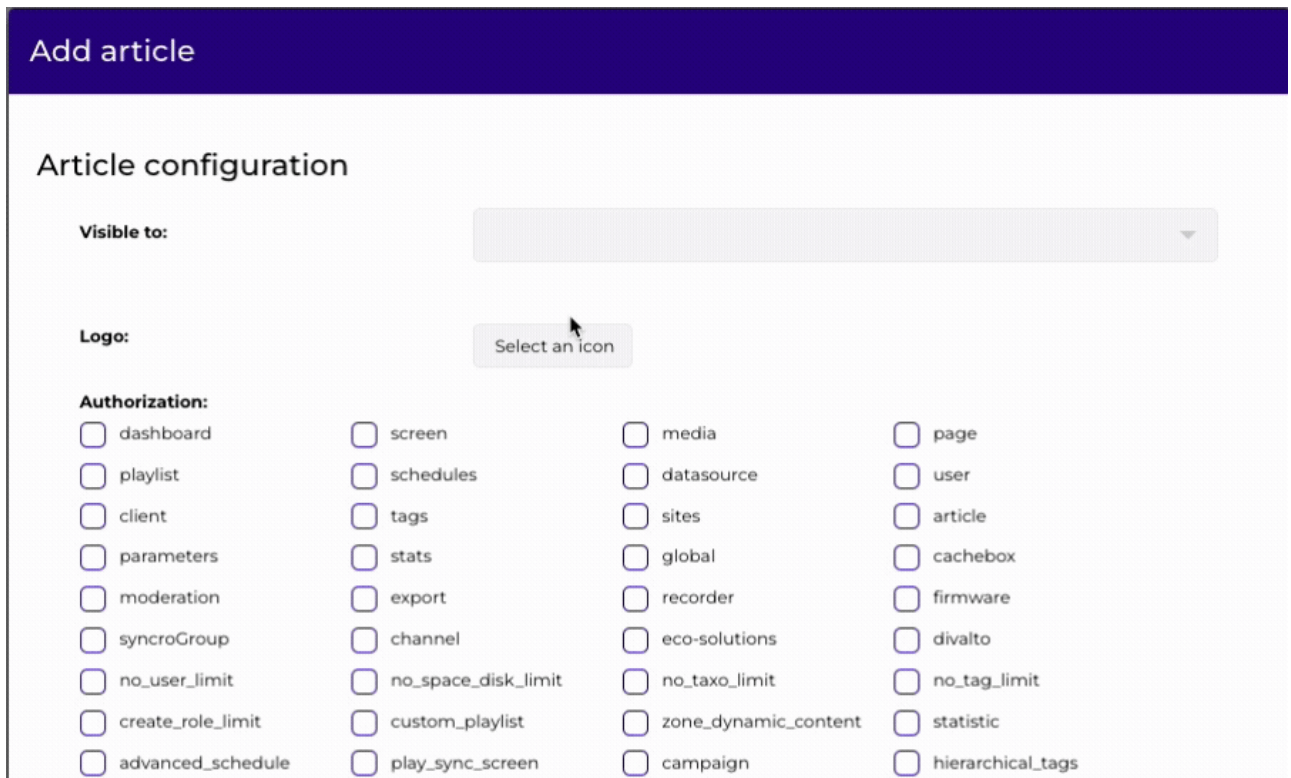 Add article
Article configuration
Visible to:
Logo:
Select an icon
Authorization:
dashboard screen media page
playlist schedules datasource user
client tags sites article
parameters stats global cachebox
moderation export recorder firmware
syncroGroup channel eco-solutions divalto
no_user_limit no_space_disk_limit no_taxo_limit no_tag_limit
create_role_limit custom_playlist zone_dynamic_content statistic
advanced_schedule play_sync_screen campaign hierarchical_tags